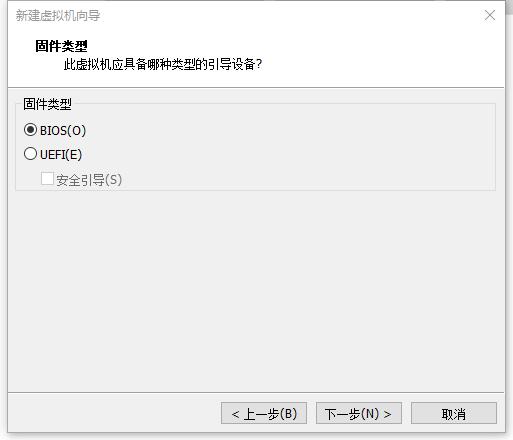 新建虚拟机向导
固件类型
此虚拟机应具备哪种类型的引导设备?
固件类型
BIOS(O)
UEFI(E)
安全引导(S)
< 上一步(B)
下一步(N) >
取消